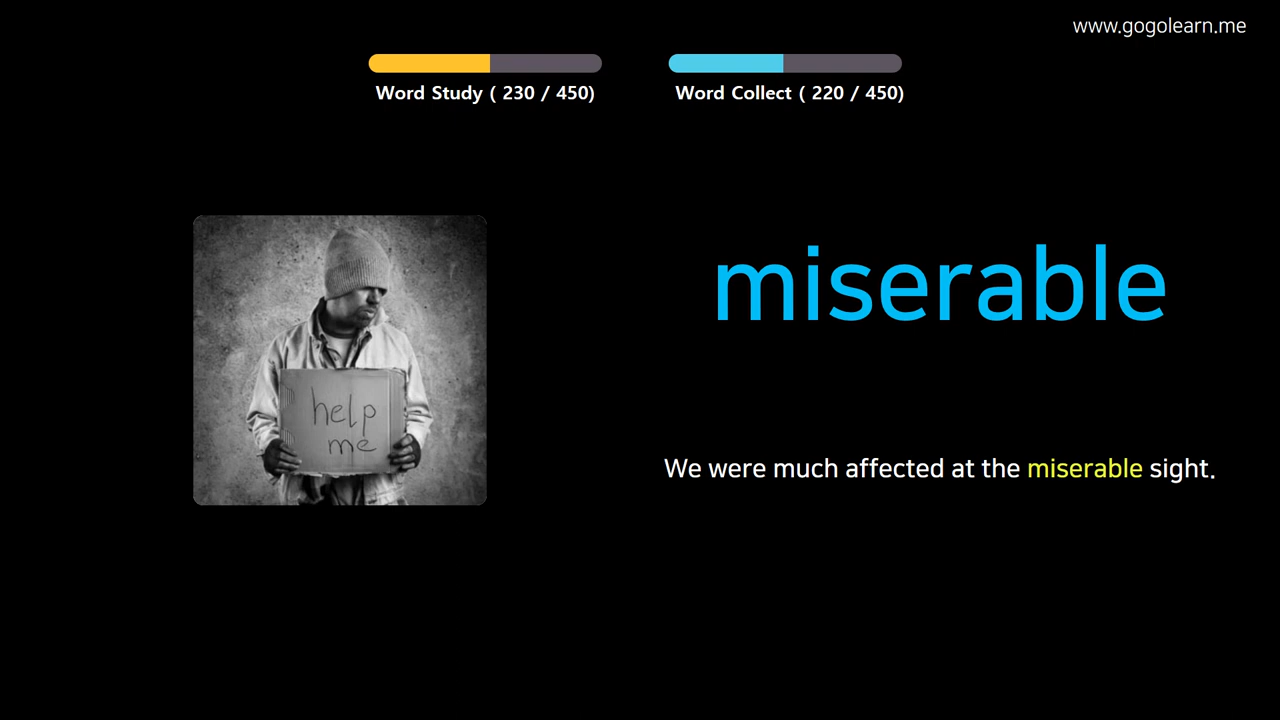 www.gogolearn.me
Word Study ( 230 / 450)
Word Collect ( 220 / 450)
miserable
help
me
We were much affected at the miserable sight.